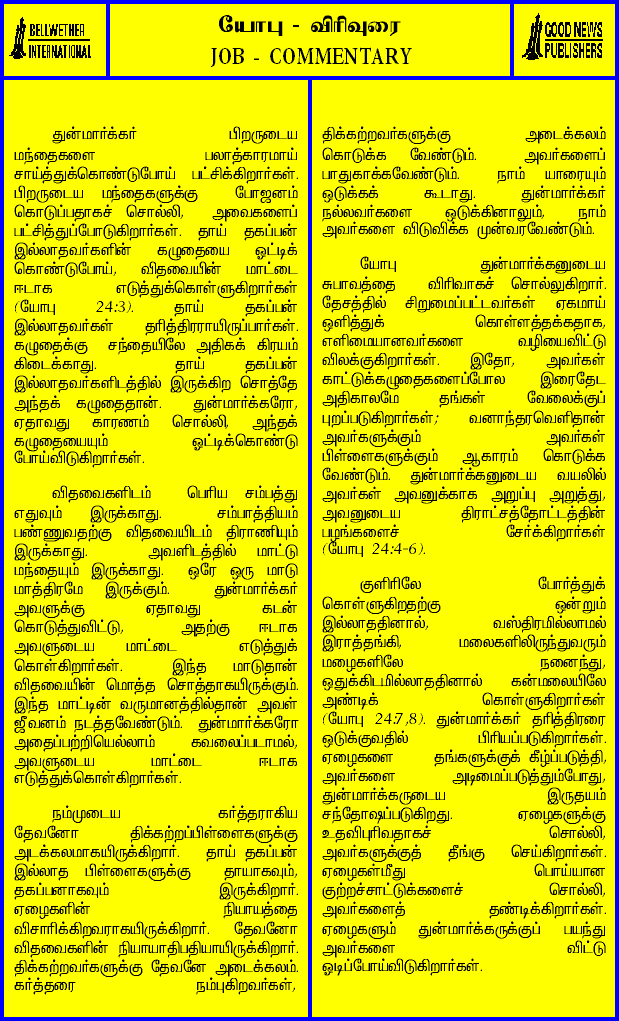 BELLWETHER
INTERNATIONAL
யோபு - விரிவுரை
JOB - COMMENTARY
GOOD NEWS
PUBLISHERS
துன்மார்க்கர் பிறருடைய
மந்தைகளை பலாத்காரமாய்
சாய்த்துக்கொண்டுபோய் பட்சிக்கிறார்கள்.
பிறருடைய மந்தைகளுக்கு போஜனம்
கொடுப்பதாகச் சொல்லி, அவைகளைப்
பட்சித்துப்போடுகிறார்கள். தாய் தகப்பன்
இல்லாதவர்களின் கழுதையை ஓட்டிக்
கொண்டுபோய், விதவையின் மாட்டை
ஈடாக எடுத்துக்கொள்ளுகிறார்கள்
(யோபு 24:3). தாய் தகப்பன்
இல்லாதவர்கள் தரித்திரராயிருப்பார்கள்.
கழுதைக்கு சந்தையிலே அதிகக் கிரயம்
கிடைக்காது. தாய் தகப்பன்
இல்லாதவர்களிடத்தில் இருக்கிற சொத்தே
அந்தக் கழுதைதான். துன்மார்க்கரோ,
ஏதாவது காரணம் சொல்லி, அந்தக்
கழுதையையும் ஓட்டிக்கொண்டு
போய்விடுகிறார்கள்.
விதவைகளிடம் பெரிய சம்பத்து
எதுவும் இருக்காது. சம்பாத்தியம்
பண்ணுவதற்கு விதவையிடம் திராணியும்
இருக்காது. அவளிடத்தில் மாட்டு
மந்தையும் இருக்காது. ஒரே ஒரு மாடு
மாத்திரமே இருக்கும். துன்மார்க்கர்
அவளுக்கு ஏதாவது கடன்
கொடுத்துவிட்டு, அதற்கு ஈடாக
அவளுடைய மாட்டை எடுத்துக்
கொள்கிறார்கள். இந்த மாடுதான்
விதவையின் மொத்த சொத்தாகயிருக்கும்.
இந்த மாட்டின் வருமானத்தில்தான் அவள்
ஜீவனம் நடத்தவேண்டும். துன்மார்க்கரோ
அதைப்பற்றியெல்லாம் கவலைப்படாமல்,
அவளுடைய மாட்டை ஈடாக
எடுத்துக்கொள்கிறார்கள்.
நம்முடைய கர்த்தராகிய
தேவனோ திக்கற்றப்பிள்ளைகளுக்கு
அடக்கலமாகயிருக்கிறார். தாய் தகப்பன்
இல்லாத பிள்ளைகளுக்கு தாயாகவும்,
தகப்பனாகவும் இருக்கிறார்.
ஏழைகளின் நியாயத்தை
விசாரிக்கிறவராகயிருக்கிறார். தேவனோ
விதவைகளின் நியாயாதிபதியாயிருக்கிறார்.
திக்கற்றவர்களுக்கு தேவனே அடைக்கலம்.
கர்த்தரை நம்புகிறவர்கள்,
திக்கற்றவர்களுக்கு அடைக்கலம்
கொடுக்க வேண்டும். அவர்களைப்
பாதுகாக்கவேண்டும். நாம் யாரையும்
ஒடுக்கக் கூடாது. துன்மார்க்கர்
நல்லவர்களை ஒடுக்கினாலும், நாம்
அவர்களை விடுவிக்க முன்வரவேண்டும்.
யோபு துன்மார்க்கனுடைய
சுபாவத்தை விரிவாகச் சொல்லுகிறார்.
தேசத்தில் சிறுமைப்பட்டவர்கள் ஏகமாய்
ஒளித்துக் கொள்ளத்தக்கதாக,
எளிமையானவர்களை வழியைவிட்டு
விலக்குகிறார்கள். இதோ, அவர்கள்
காட்டுக்கழுதைகளைப்போல இரைதேட
அதிகாலமே தங்கள் வேலைக்குப்
புறப்படுகிறார்கள்; வனாந்தரவெளிதான்
அவர்களுக்கும் அவர்கள்
பிள்ளைகளுக்கும் ஆகாரம் கொடுக்க
வேண்டும். துன்மார்க்கனுடைய வயலில்
அவர்கள் அவனுக்காக அறுப்பு அறுத்து,
அவனுடைய திராட்சத்தோட்டத்தின்
பழங்களைச் சேர்க்கிறார்கள்
(யோபு 24:4-6).
குளிரிலே போர்த்துக்
கொள்ளுகிறதற்கு ஒன்றும்
இல்லாததினால், வஸ்திரமில்லாமல்
இராத்தங்கி, மலைகளிலிருந்துவரும்
மழைகளிலே நனைந்து,
ஒதுக்கிடமில்லாததினால் கன்மலையிலே
அண்டிக் கொள்ளுகிறார்கள்
(யோபு 24:7,8). துன்மார்க்கர் தரித்திரரை
ஒடுக்குவதில் பிரியப்படுகிறார்கள்.
ஏழைகளை தங்களுக்குக் கீழ்ப்படுத்தி,
அவர்களை அடிமைப்படுத்தும்போது,
துன்மார்க்கருடைய இருதயம்
சந்தோஷப்படுகிறது. ஏழைகளுக்கு
உதவிபுரிவதாகச் சொல்லி,
அவர்களுக்குத் தீங்கு செய்கிறார்கள்.
ஏழைகள்மீது பொய்யான
குற்றச்சாட்டுக்களைச் சொல்லி,
அவர்களைத் தண்டிக்கிறார்கள்.
ஏழைகளும் துன்மார்க்கருக்குப் பயந்து
அவர்களை விட்டு
ஓடிப்போய்விடுகிறார்கள்.